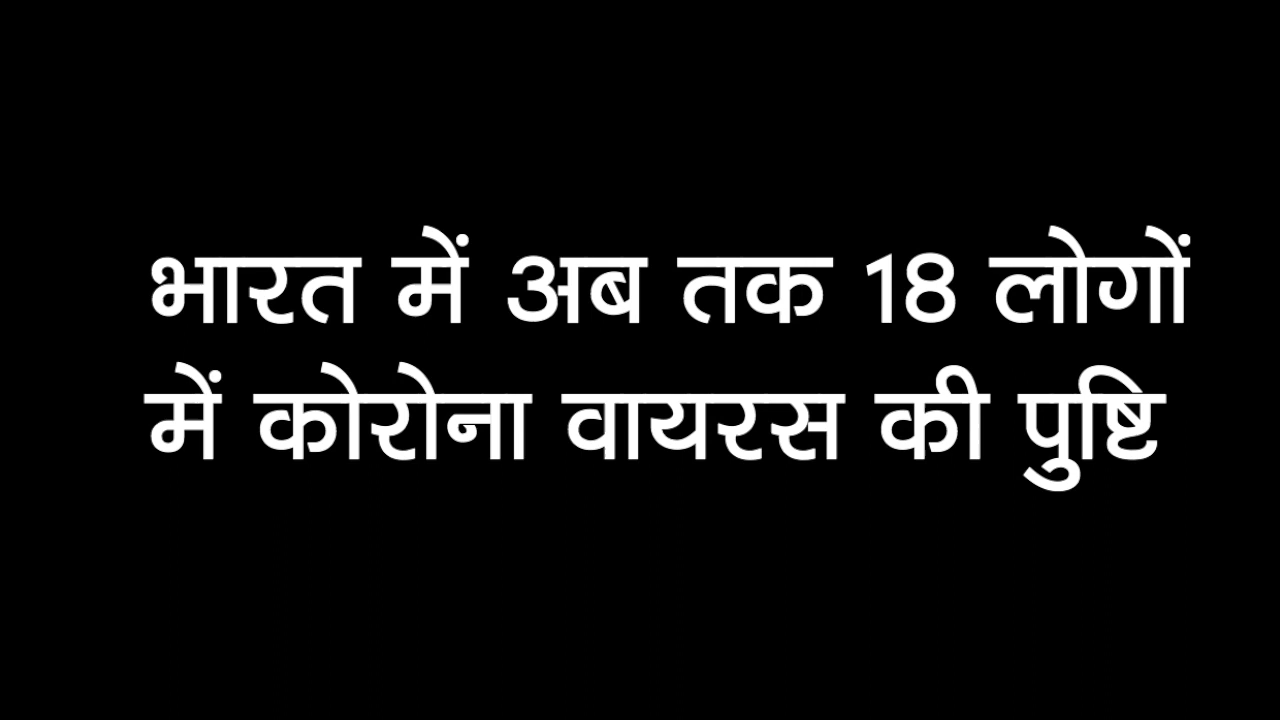 भारत में अब तक 18 लोगों
में कोरोना वायरस की पुष्टि